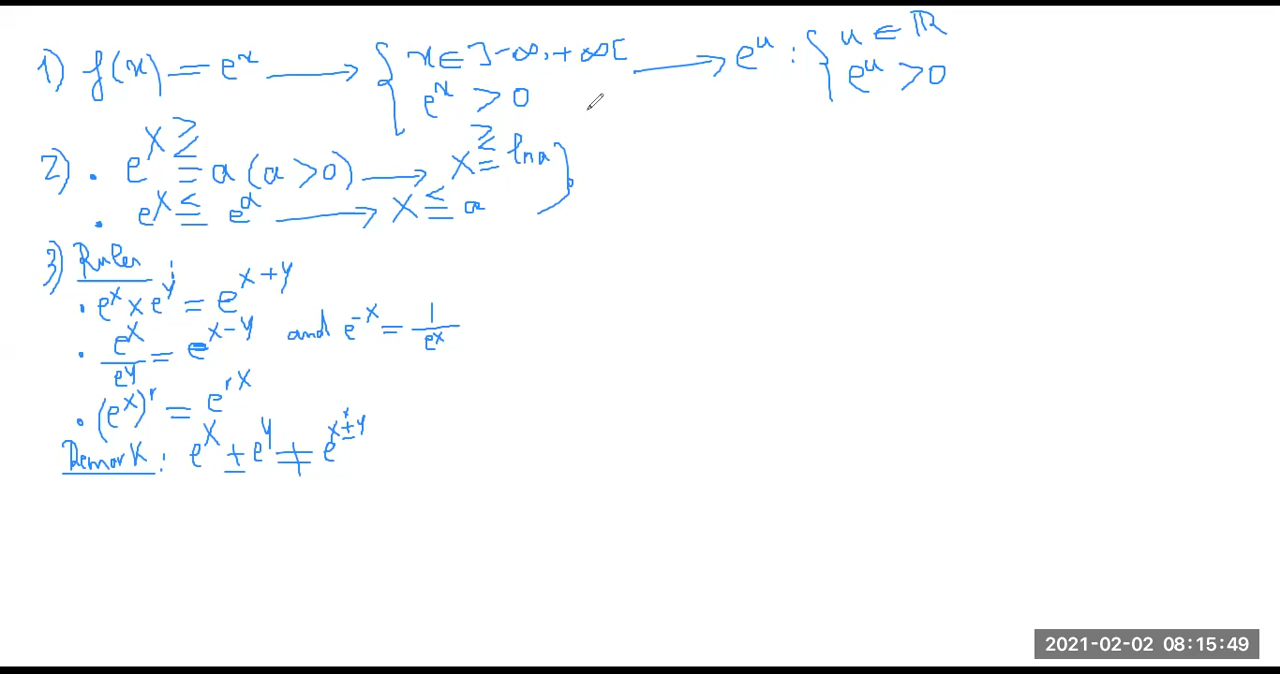 1) f(x) = e^x → { x ∈ ]-∞, +∞[ → e^u : { u ∈ ℝ
e^x > 0 e^u > 0
2) • e^x ⋛ a (a > 0) → x ⋛ ln a }
• e^x ≤ e^a → x ≤ a
3) Rules :
• e^x × e^y = e^{x+y}
• e^x/e^y = e^{x-y} and e^{-x} = 1/e^x
• (e^x)^r = e^{rx}
Remark : e^x ± e^y ≠ e^{x±y}
2021-02-02 08:15:49